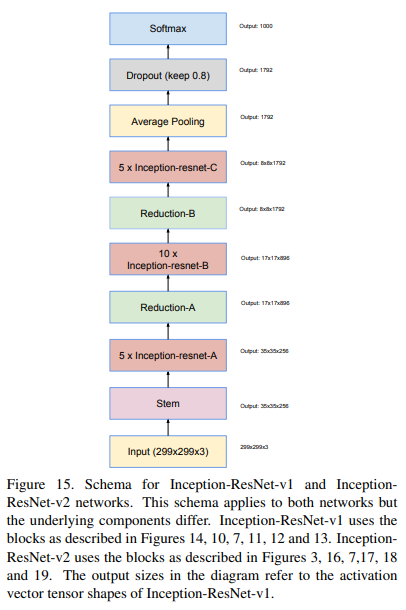 Softmax
Output: 1000
Dropout (keep 0.8)
Output: 1792
Average Pooling
Output: 1792
5 x Inception-resnet-C
Output: 8x8x1792
Reduction-B
Output: 8x8x1792
10 x
Inception-resnet-B
Output: 17x17x896
Reduction-A
Output: 17x17x896
5 x Inception-resnet-A
Output: 35x35x256
Stem
Output: 35x35x256
Input (299x299x3)
299x299x3
Figure 15. Schema for Inception-ResNet-v1 and Inception-
ResNet-v2 networks. This schema applies to both networks but
the underlying components differ. Inception-ResNet-v1 uses the
blocks as described in Figures 14, 10, 7, 11, 12 and 13. Inception-
ResNet-v2 uses the blocks as described in Figures 3, 16, 7,17, 18
and 19. The output sizes in the diagram refer to the activation
vector tensor shapes of Inception-ResNet-v1.